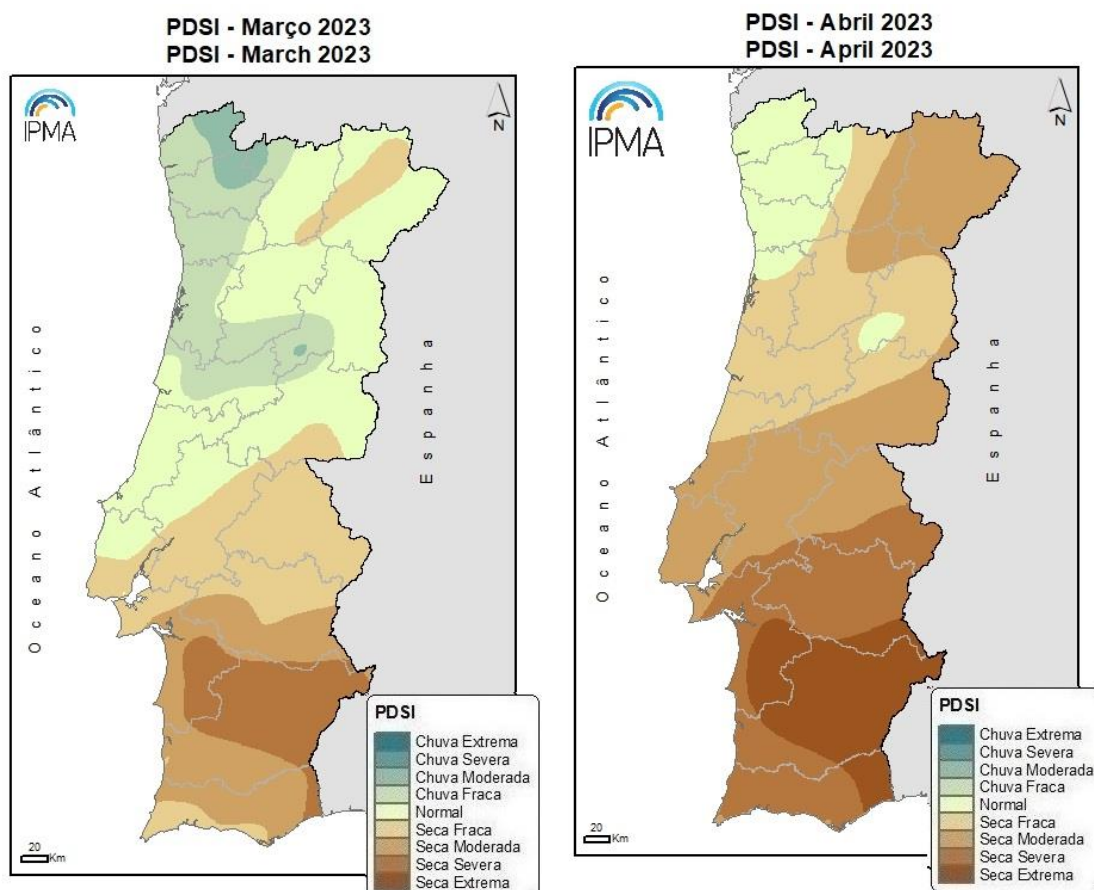 PDSI - Março 2023
PDSI - March 2023
IPMA
N
Oceano Atlântico
Espanha
20
Km
PDSI
Chuva Extrema
Chuva Severa
Chuva Moderada
Chuva Fraca
Normal
Seca Fraca
Seca Moderada
Seca Severa
Seca Extrema
PDSI - Abril 2023
PDSI - April 2023
IPMA
N
Oceano Atlântico
Espanha
20
Km
PDSI
Chuva Extrema
Chuva Severa
Chuva Moderada
Chuva Fraca
Normal
Seca Fraca
Seca Moderada
Seca Severa
Seca Extrema